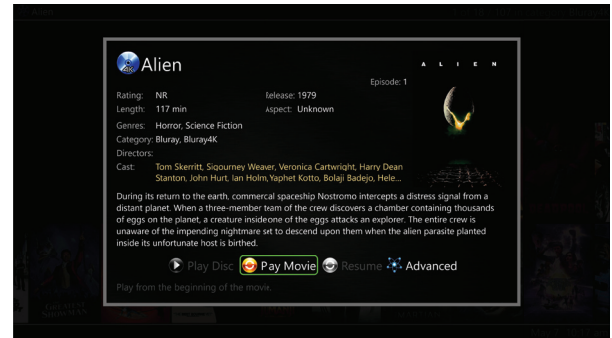 Alien
A L I E N
Episode: 1
Rating: NR Release: 1979
Length: 117 min Aspect: Unknown
Genres: Horror, Science Fiction
Category: Bluray, Bluray4K
Directors:
Cast: Tom Skerritt, Sigourney Weaver, Veronica Cartwright, Harry Dean
Stanton, John Hurt, Ian Holm, Yaphet Kotto, Bolaji Badejo, Hele...
During its return to the earth, commercal spaceship Nostromo intercepts a distress signal from a
distant planet. When a three-member team of the crew discovers a chamber containing thousands
of eggs on the planet, a creature insideone of the eggs attacks an explorer. The entire crew is
unaware of the impending nightmare set to descend upon them when the alien parasite planted
inside its unfortunate host is birthed.
Play Disc Pay Movie Resume Advanced
Play from the beginning of the movie.